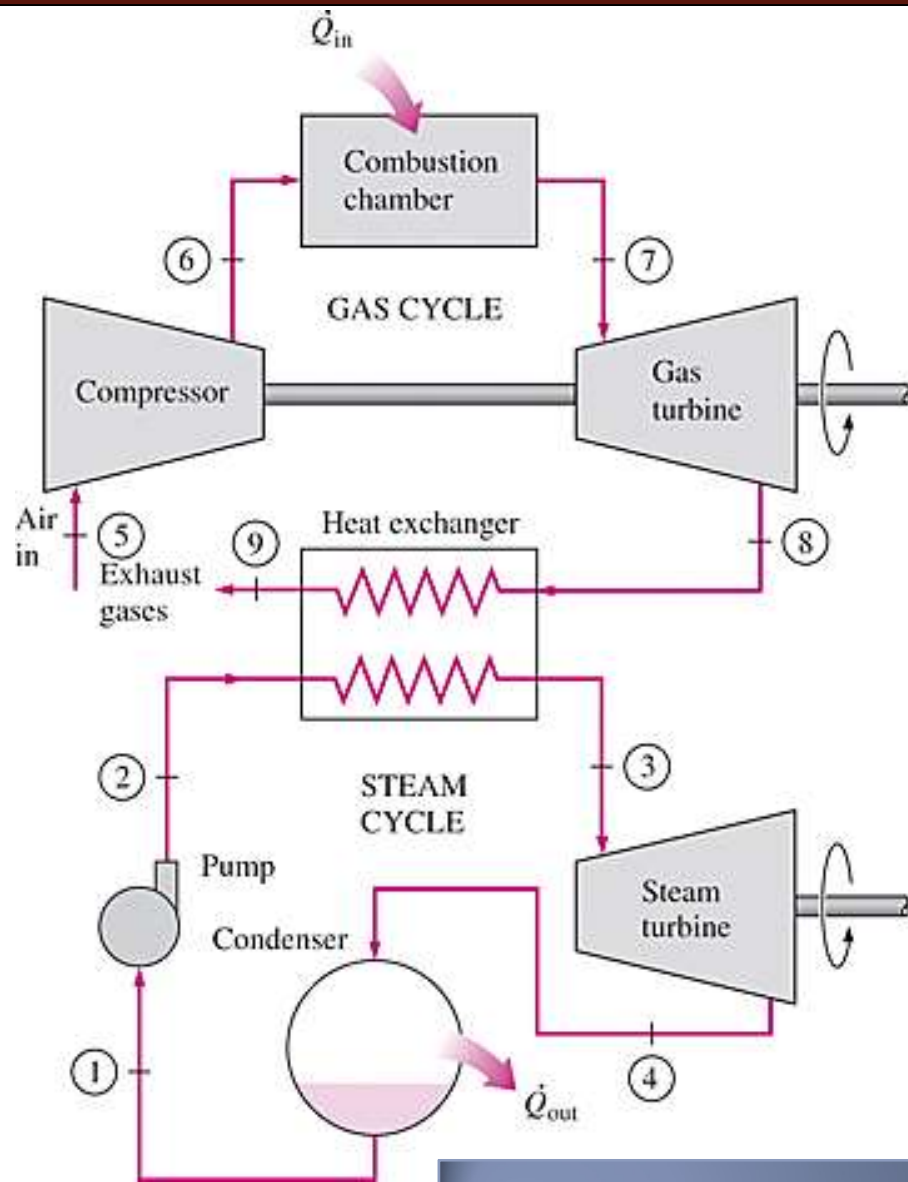 Q̇in
Combustion
chamber
6
7
GAS CYCLE
Compressor
Gas
turbine
Air
in
5
9
Heat exchanger
8
Exhaust
gases
2
3
STEAM
CYCLE
Pump
Steam
turbine
Condenser
1
4
Q̇out